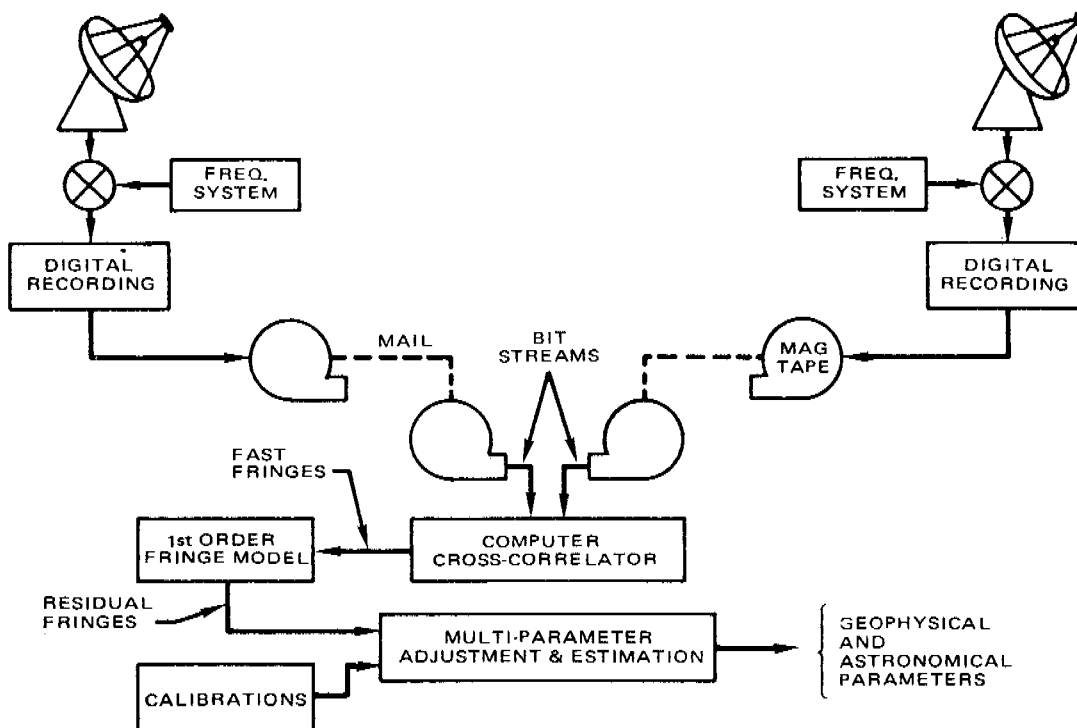 FREQ.
SYSTEM
FREQ.
SYSTEM
DIGITAL
RECORDING
DIGITAL
RECORDING
MAIL
BIT
STREAMS
MAG
TAPE
FAST
FRINGES
1st ORDER
FRINGE MODEL
COMPUTER
CROSS-CORRELATOR
RESIDUAL
FRINGES
MULTI-PARAMETER
ADJUSTMENT & ESTIMATION
GEOPHYSICAL
AND
ASTRONOMICAL
PARAMETERS
CALIBRATIONS